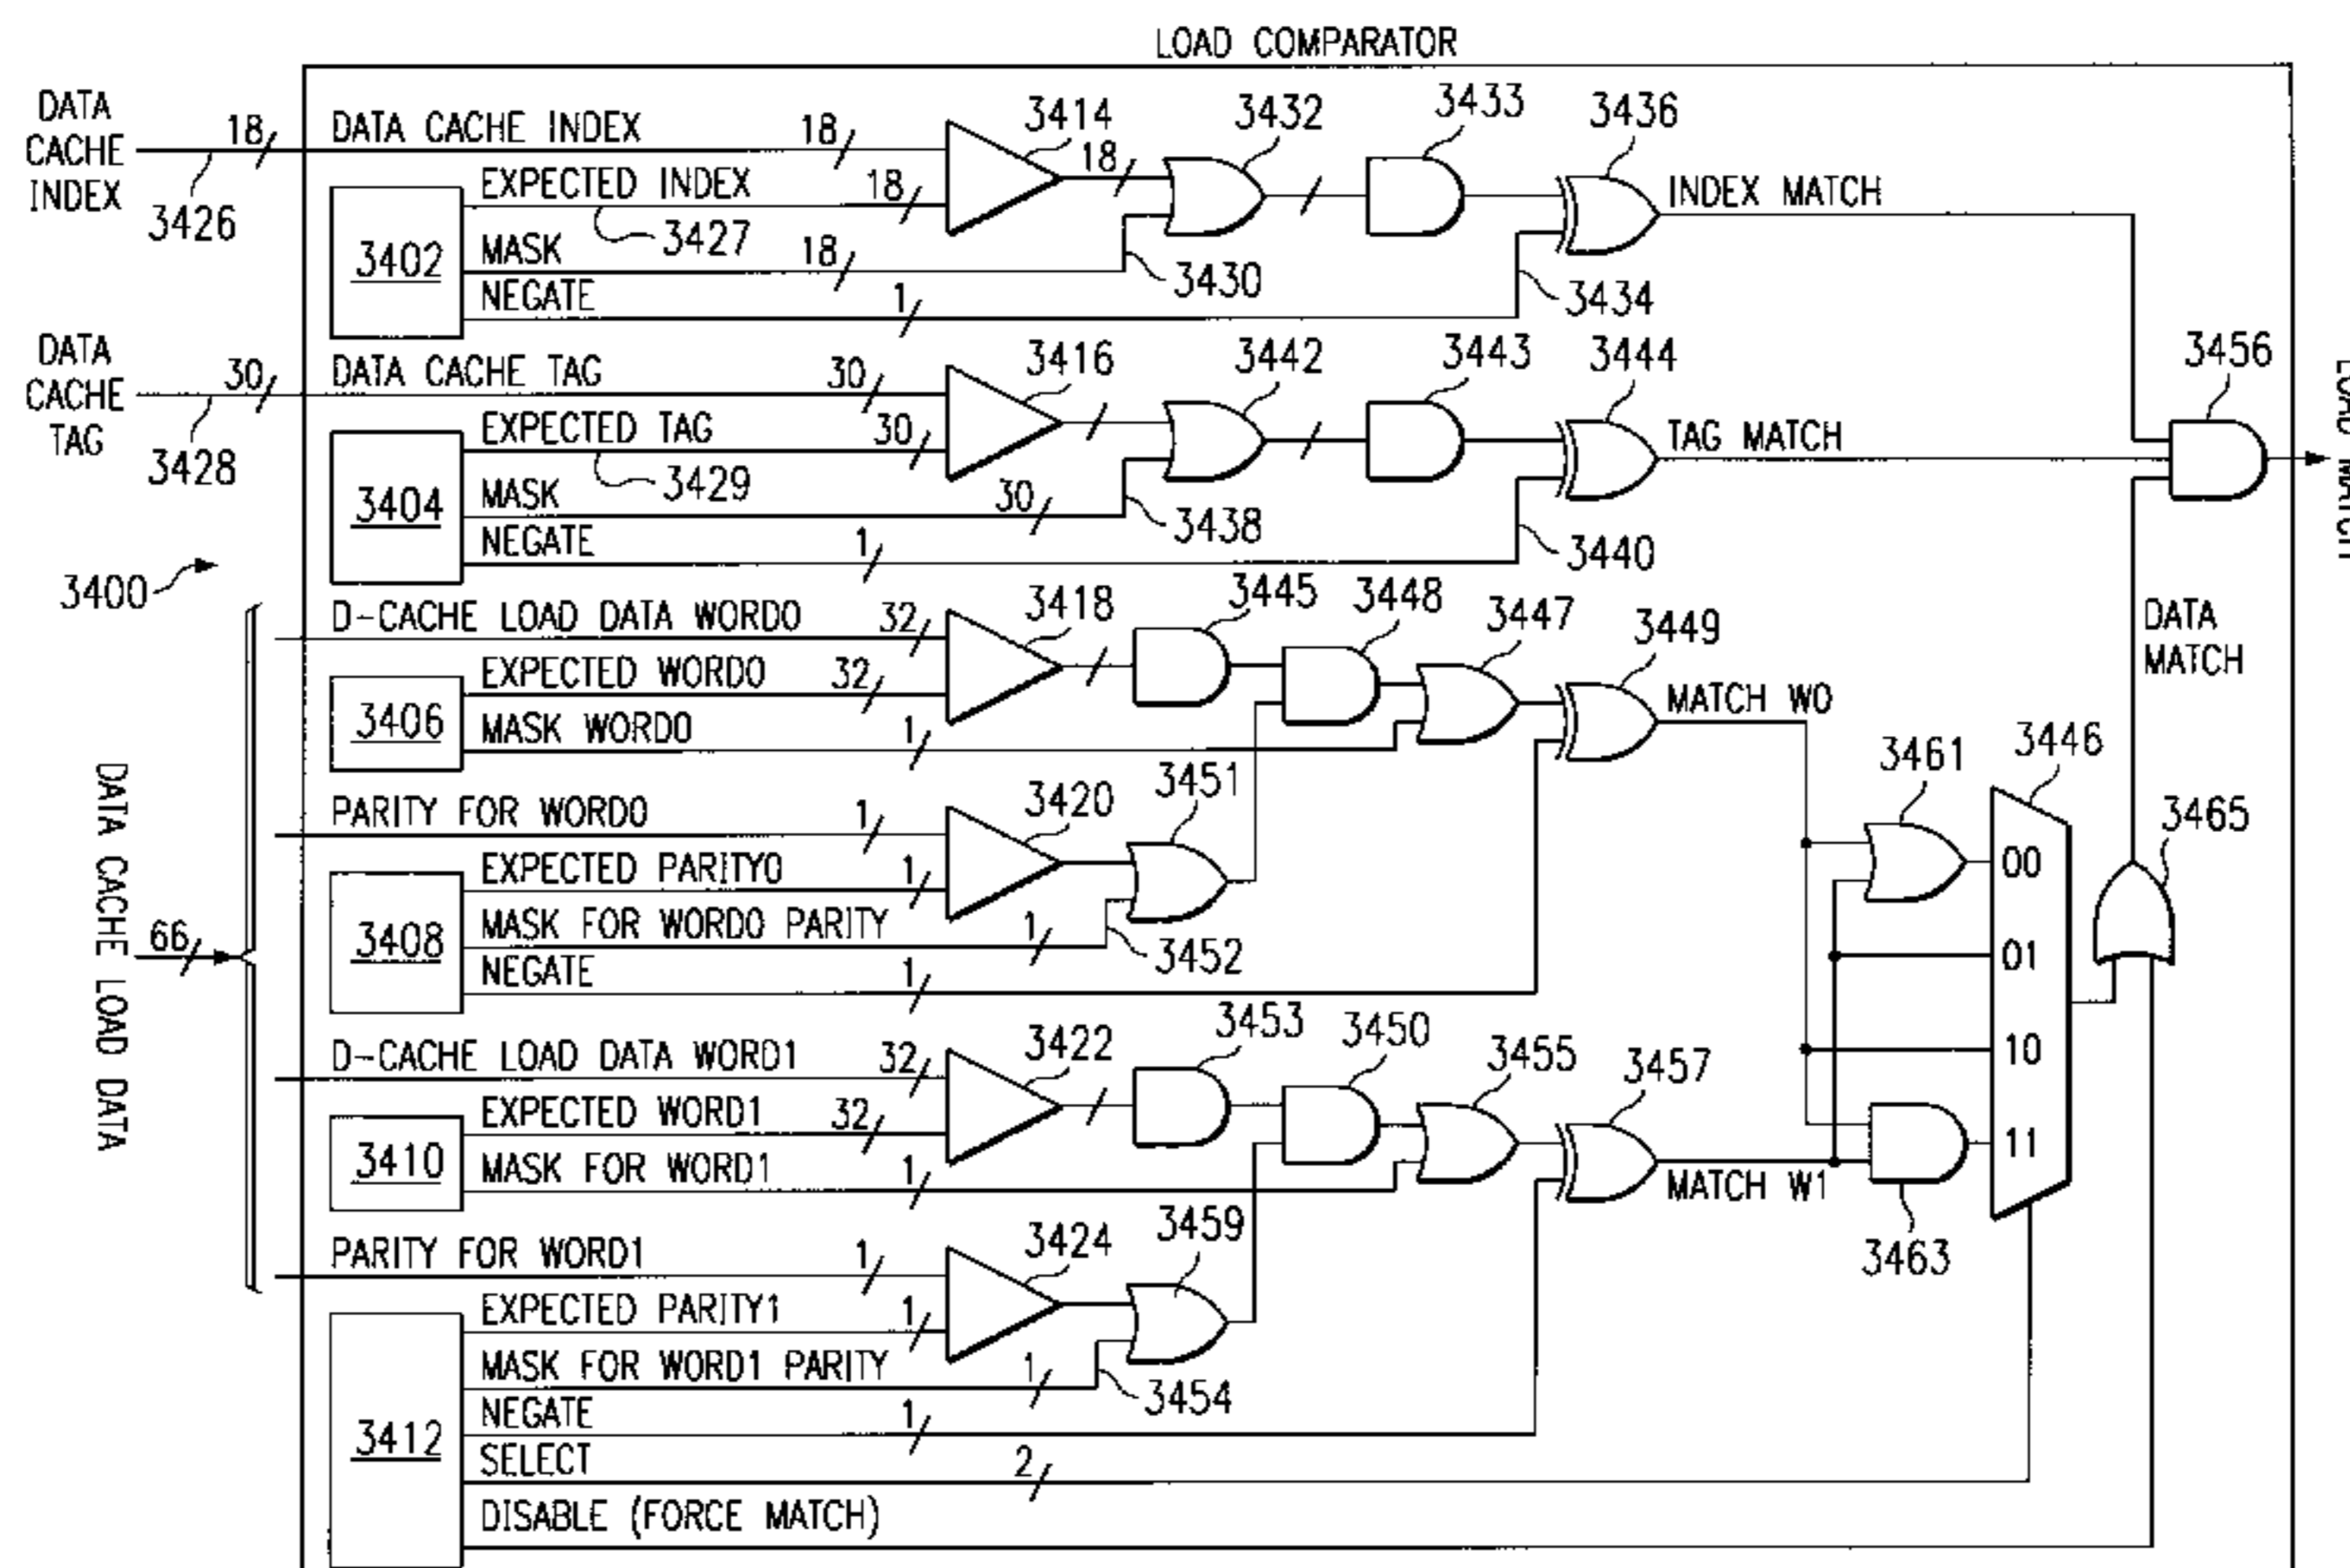 LOAD COMPARATOR
DATA
CACHE
INDEX
18
3426
DATA CACHE INDEX
18
EXPECTED INDEX
18
3427
3402
MASK
18
NEGATE
1
3414
18
3432
3430
3433
3436
3434
INDEX MATCH
DATA
CACHE
TAG
30
3428
DATA CACHE TAG
30
EXPECTED TAG
30
3429
3404
MASK
30
NEGATE
1
3416
3442
3438
3443
3444
3440
TAG MATCH
3456
LOAD MATCH
3400
DATA CACHE LOAD DATA
66
D-CACHE LOAD DATA WORD0
32
EXPECTED WORD0
32
3406
MASK WORD0
1
3418
3445
3448
3447
3449
MATCH W0
DATA
MATCH
PARITY FOR WORD0
1
EXPECTED PARITY0
1
3408
MASK FOR WORD0 PARITY
1
NEGATE
1
3420
3451
3452
3461
3446
3465
00
01
10
11
D-CACHE LOAD DATA WORD1
32
EXPECTED WORD1
32
3410
MASK FOR WORD1
1
3422
3453
3450
3455
3457
MATCH W1
3463
PARITY FOR WORD1
1
EXPECTED PARITY1
1
MASK FOR WORD1 PARITY
1
3424
3459
3454
3412
NEGATE
1
SELECT
2
DISABLE (FORCE MATCH)